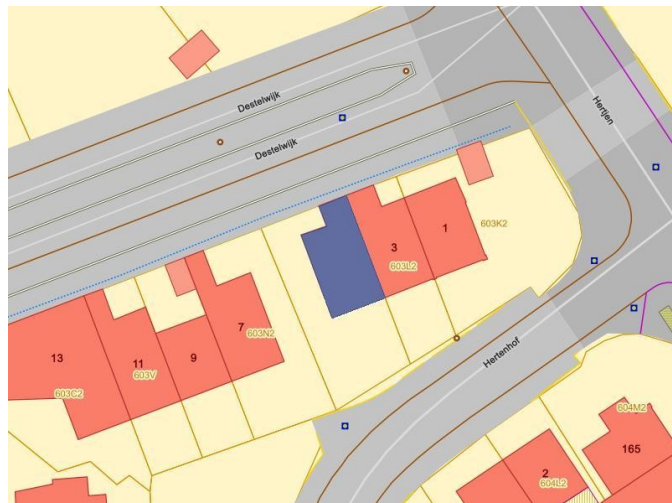 Destelwijk
Hertjen
Destelwijk
1
603K2
3
603L2
7
603N2
13
11
9
603V
603C2
Hertenhof
604M2
165
2
604L2